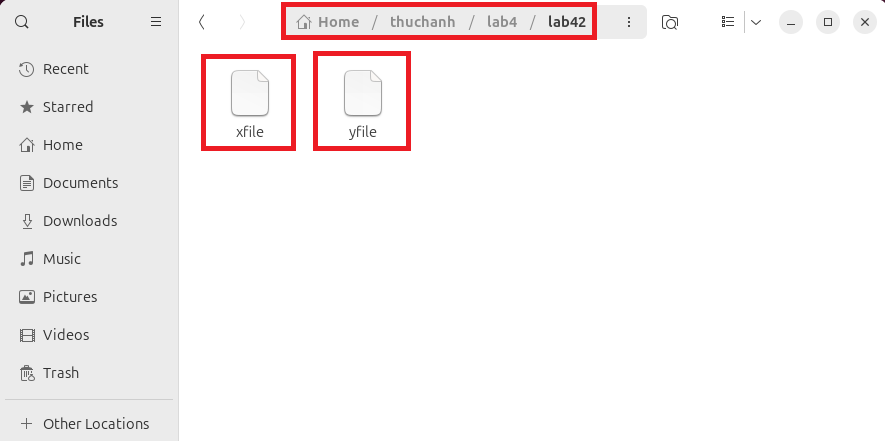 Files
Home / thuchanh / lab4 / lab42
Recent
Starred
Home
Documents
Downloads
Music
Pictures
Videos
Trash
Other Locations
xfile
yfile